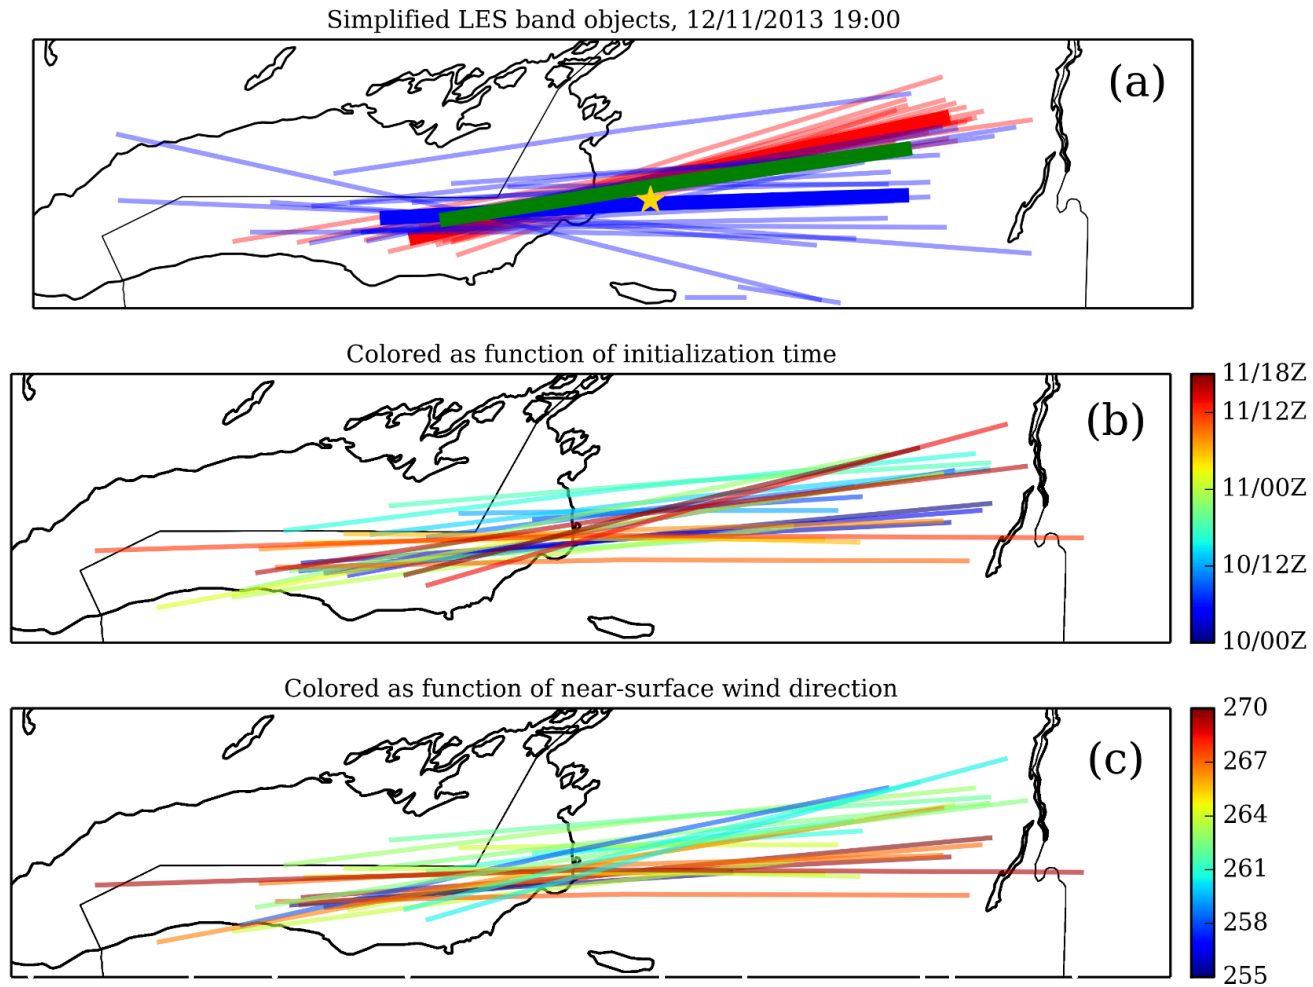 Simplified LES band objects, 12/11/2013 19:00
(a)
Colored as function of initialization time
(b)
11/18Z
11/12Z
11/00Z
10/12Z
10/00Z
Colored as function of near-surface wind direction
(c)
270
267
264
261
258
255